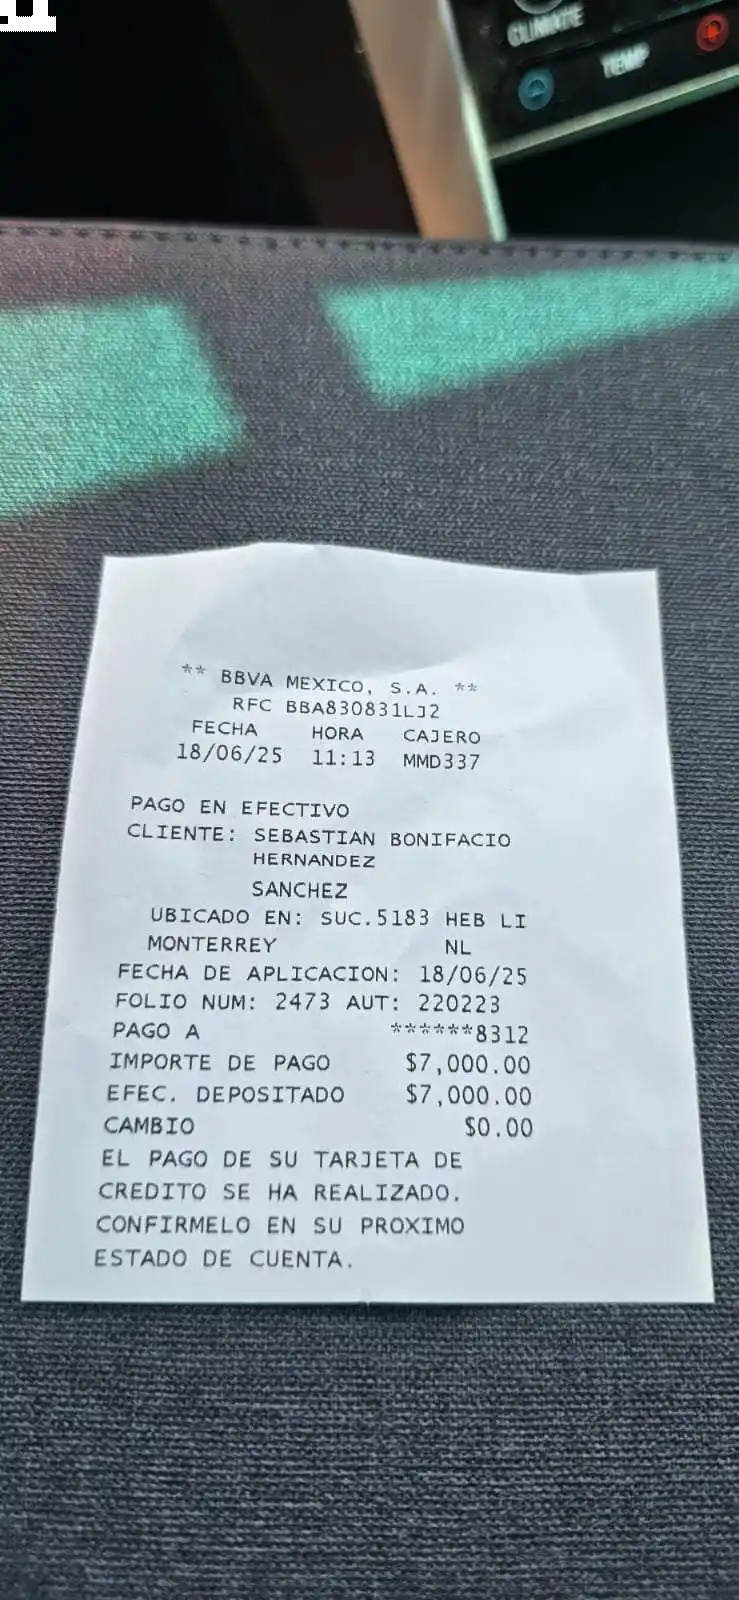 CLIMATE
TEMP
** BBVA MEXICO, S.A. **
RFC BBA830831LJ2
FECHA HORA CAJERO
18/06/25 11:13 MMD337
PAGO EN EFECTIVO
CLIENTE: SEBASTIAN BONIFACIO
HERNANDEZ
SANCHEZ
UBICADO EN: SUC.5183 HEB LI
MONTERREY NL
FECHA DE APLICACION: 18/06/25
FOLIO NUM: 2473 AUT: 220223
PAGO A ******8312
IMPORTE DE PAGO $7,000.00
EFEC. DEPOSITADO $7,000.00
CAMBIO $0.00
EL PAGO DE SU TARJETA DE
CREDITO SE HA REALIZADO.
CONFIRMELO EN SU PROXIMO
ESTADO DE CUENTA.